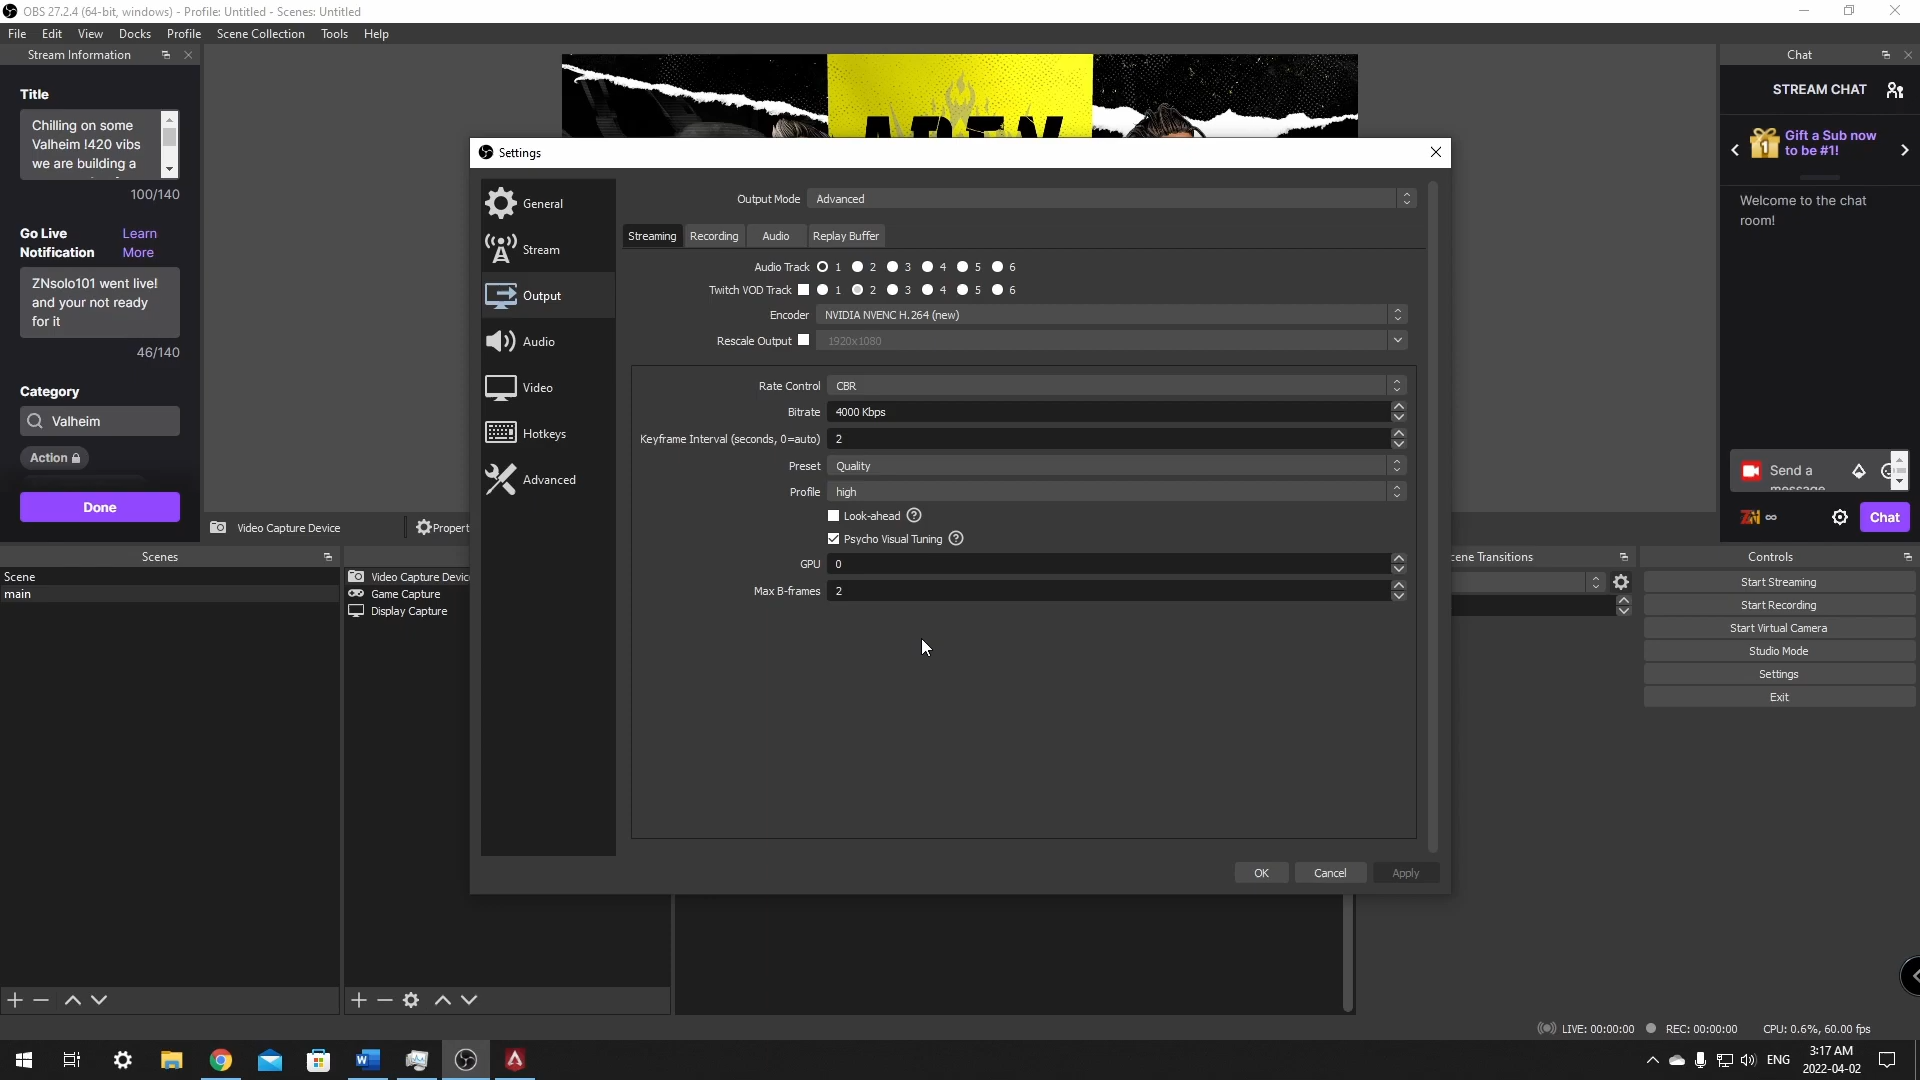 OBS 27.2.4 (64-bit, windows) - Profile: Untitled - Scenes: Untitled
File Edit View Docks Profile Scene Collection Tools Help
Stream Information
Title
Chilling on some
Valheim !420 vibs
we are building a
100/140
Go Live
Notification
Learn
More
ZNsolo101 went live!
and your not ready
for it
46/140
Category
Valheim
Action
Done
Video Capture Device
Propert
Scenes
Scene
main
Video Capture Devic
Game Capture
Display Capture
Settings
General
Stream
Output
Audio
Video
Hotkeys
Advanced
Output Mode Advanced
Streaming Recording Audio Replay Buffer
Audio Track 1 2 3 4 5 6
Twitch VOD Track 1 2 3 4 5 6
Encoder NVIDIA NVENC H.264 (new)
Rescale Output 1920x1080
Rate Control CBR
Bitrate 4000 Kbps
Keyframe Interval (seconds, 0=auto) 2
Preset Quality
Profile high
Look-ahead ?
Psycho Visual Tuning ?
GPU 0
Max B-frames 2
OK Cancel Apply
Chat
STREAM CHAT
1
Gift a Sub now
to be #1!
Welcome to the chat
room!
Send a
message
∞
Chat
cene Transitions
Controls
Start Streaming
Start Recording
Start Virtual Camera
Studio Mode
Settings
Exit
LIVE: 00:00:00 REC: 00:00:00 CPU: 0.6%, 60.00 fps
ENG
3:17 AM
2022-04-02